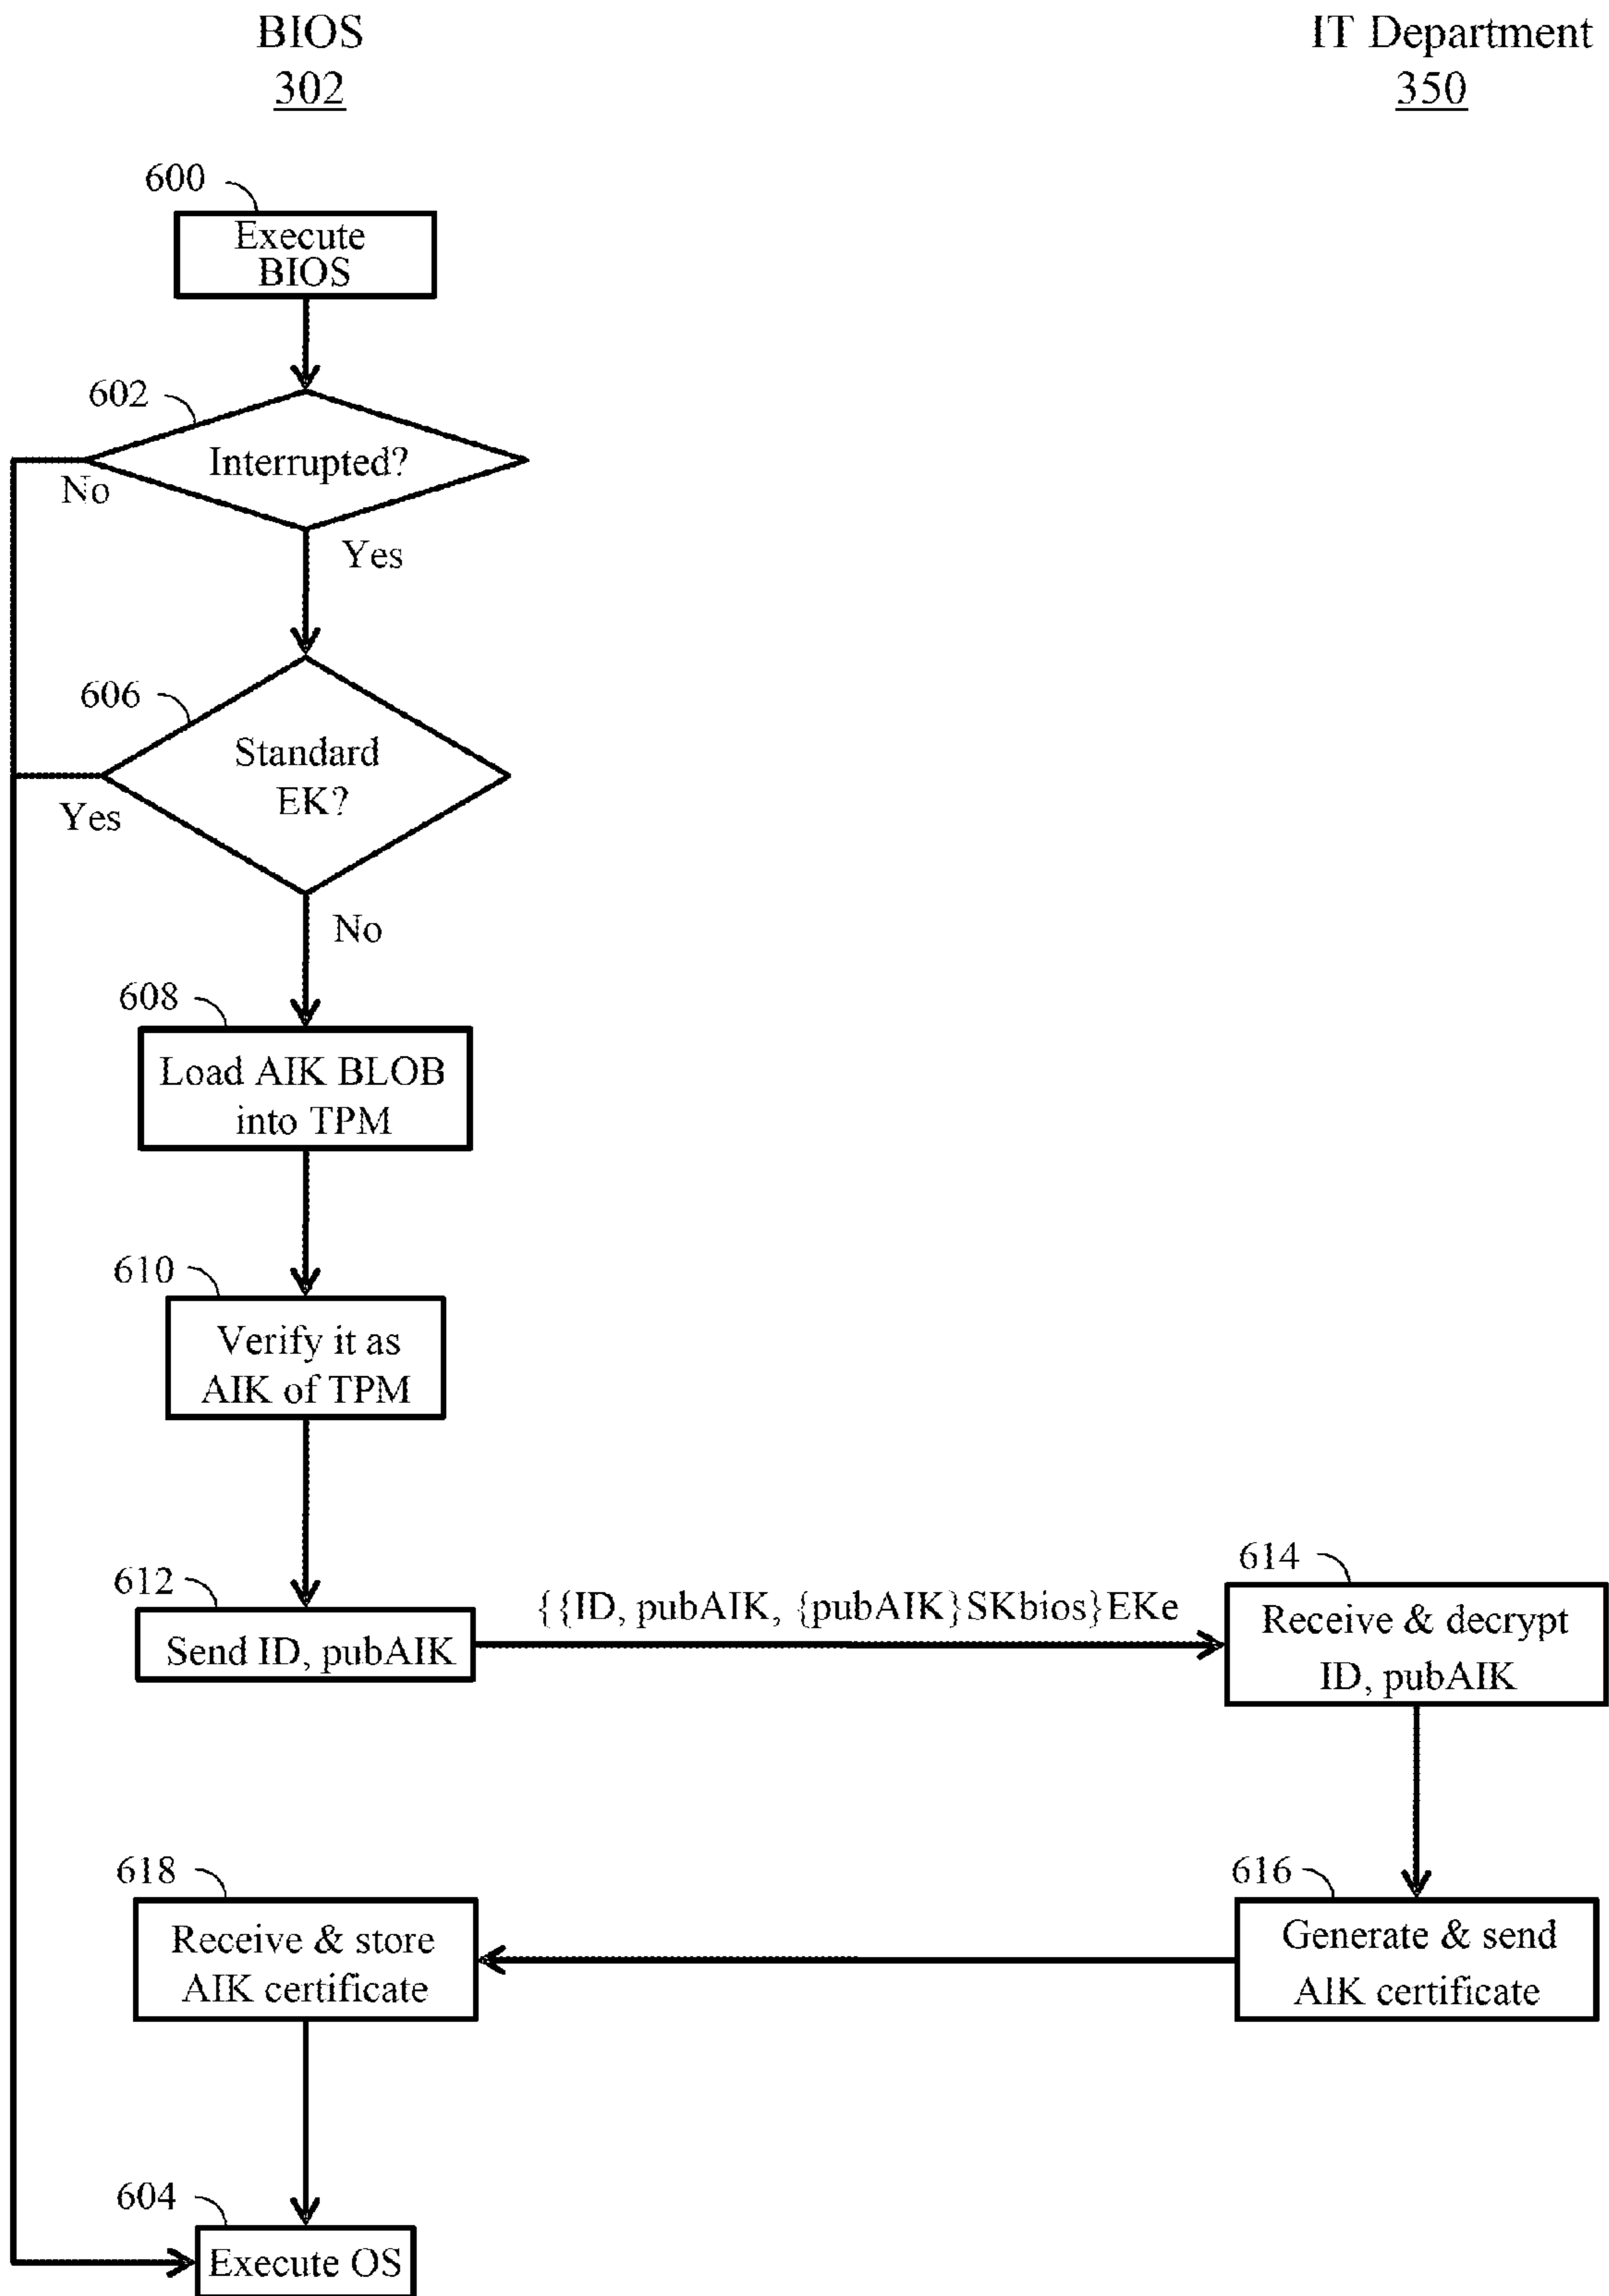 BIOS
302
IT Department
350
600
Execute
BIOS
602
Interrupted?
No
Yes
606
Standard
EK?
Yes
No
608
Load AIK BLOB
into TPM
610
Verify it as
AIK of TPM
612
Send ID, pubAIK
{{ID, pubAIK, {pubAIK}SKbios}EKe
614
Receive & decrypt
ID, pubAIK
618
Receive & store
AIK certificate
616
Generate & send
AIK certificate
604
Execute OS